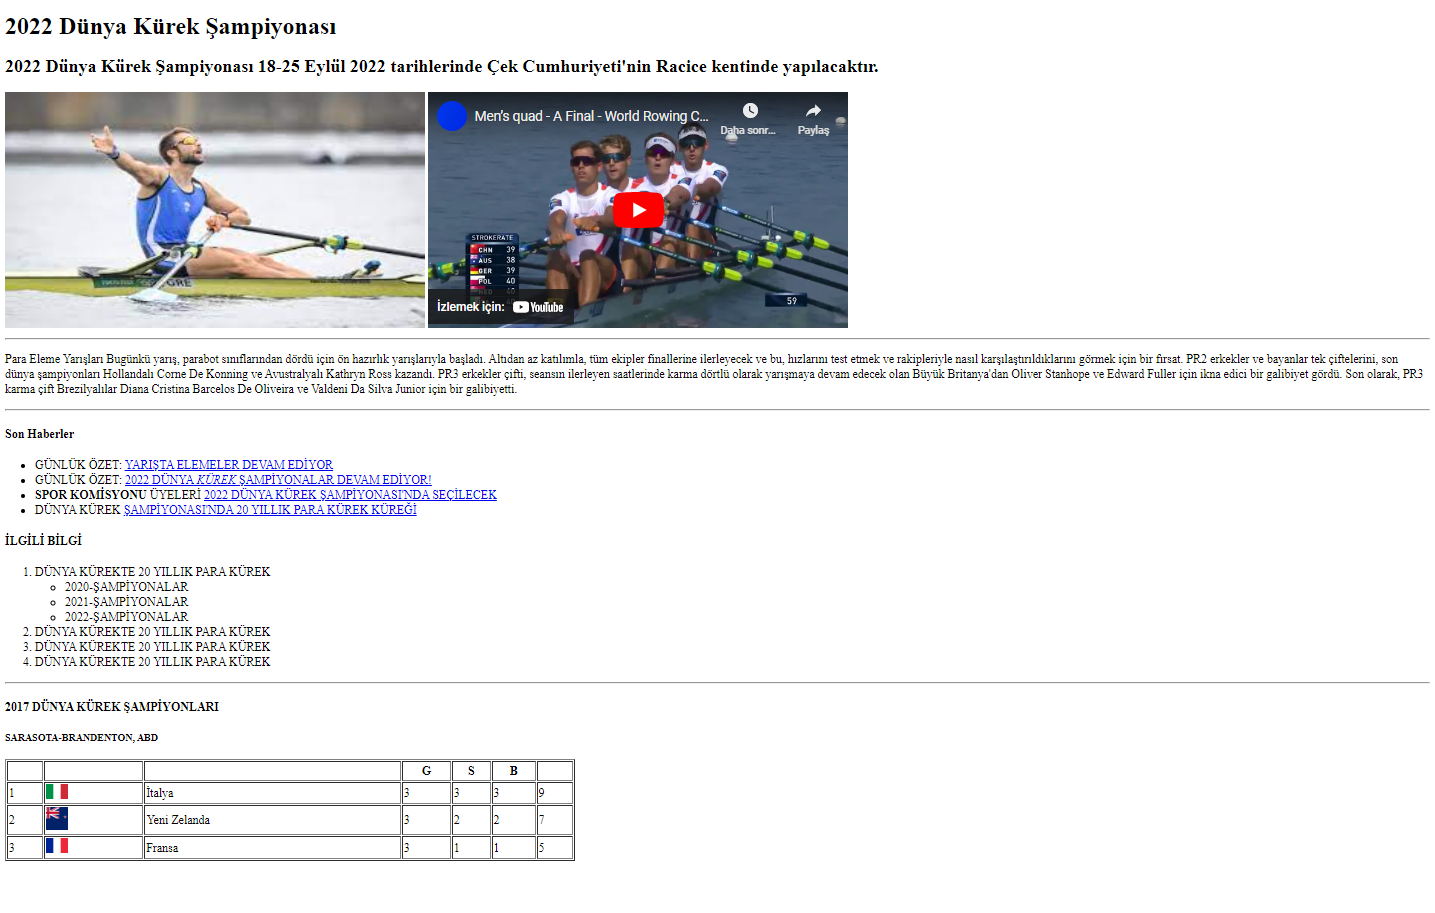 2022 Dünya Kürek Şampiyonası
2022 Dünya Kürek Şampiyonası 18-25 Eylül 2022 tarihlerinde Çek Cumhuriyeti'nin Racice kentinde yapılacaktır.
GRE
Men's quad - A Final - World Rowing C...
Daha sonr...
Paylaş
STROKERATE
CHN 39
AUS 38
GER 39
POL 40
59
İzlemek için: YouTube
Para Eleme Yarışları Bugünkü yarış, parabot sınıflarından dördü için ön hazırlık yarışlarıyla başladı. Altıdan az katılımla, tüm ekipler finallerine ilerleyecek ve bu, hızlarını test etmek ve rakipleriyle nasıl karşılaştırıldıklarını görmek için bir fırsat. PR2 erkekler ve bayanlar tek çiftelerini, son
dünya şampiyonları Hollandalı Corne De Konning ve Avustralyalı Kathryn Ross kazandı. PR3 erkekler çifti, seansın ilerleyen saatlerinde karma dörtlü olarak yarışmaya devam edecek olan Büyük Britanya'dan Oliver Stanhope ve Edward Fuller için ikna edici bir galibiyet gördü. Son olarak, PR3
karma çift Brezilyalılar Diana Cristina Barcelos De Oliveira ve Valdeni Da Silva Junior için bir galibiyetti.
Son Haberler
GÜNLÜK ÖZET: YARIŞTA ELEMELER DEVAM EDİYOR
GÜNLÜK ÖZET: 2022 DÜNYA KÜREK ŞAMPİYONALAR DEVAM EDİYOR!
SPOR KOMİSYONU ÜYELERİ 2022 DÜNYA KÜREK ŞAMPİYONASI'NDA SEÇİLECEK
DÜNYA KÜREK ŞAMPİYONASI'NDA 20 YILLIK PARA KÜREK KÜREĞİ
İLGİLİ BİLGİ
1. DÜNYA KÜREKTE 20 YILLIK PARA KÜREK
2020-ŞAMPİYONALAR
2021-ŞAMPİYONALAR
2022-ŞAMPİYONALAR
2. DÜNYA KÜREKTE 20 YILLIK PARA KÜREK
3. DÜNYA KÜREKTE 20 YILLIK PARA KÜREK
4. DÜNYA KÜREKTE 20 YILLIK PARA KÜREK
2017 DÜNYA KÜREK ŞAMPİYONLARI
SARASOTA-BRANDENTON, ABD
G S B
1 İtalya 3 3 3 9
2 Yeni Zelanda 3 2 2 7
3 Fransa 3 1 1 5